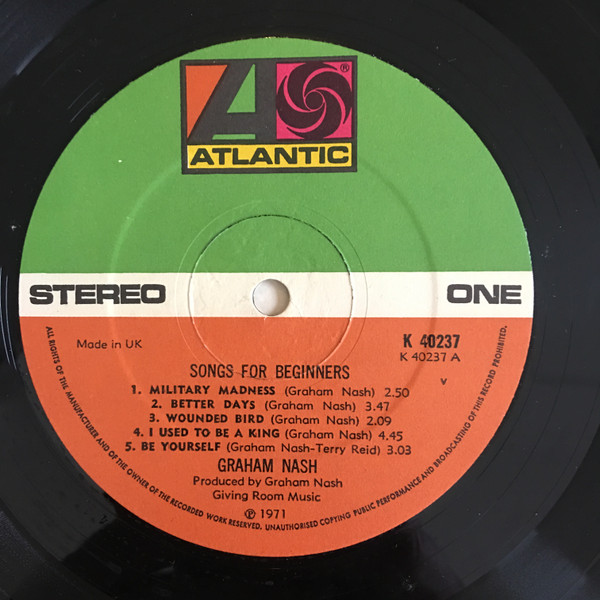 A
®
ATLANTIC
STEREO
ONE
Made in UK
K 40237
K 40237 A
SONGS FOR BEGINNERS
1. MILITARY MADNESS (Graham Nash) 2.50
2. BETTER DAYS (Graham Nash) 3.47
3. WOUNDED BIRD (Graham Nash) 2.09
4. I USED TO BE A KING (Graham Nash) 4.45
5. BE YOURSELF (Graham Nash-Terry Reid) 3.03
V
GRAHAM NASH
Produced by Graham Nash
Giving Room Music
℗ 1971
ALL RIGHTS OF THE MANUFACTURER AND OF THE OWNER OF THE RECORDED WORK RESERVED. UNAUTHORISED COPYING PUBLIC PERFORMANCE AND BROADCASTING OF THIS RECORD PROHIBITED.